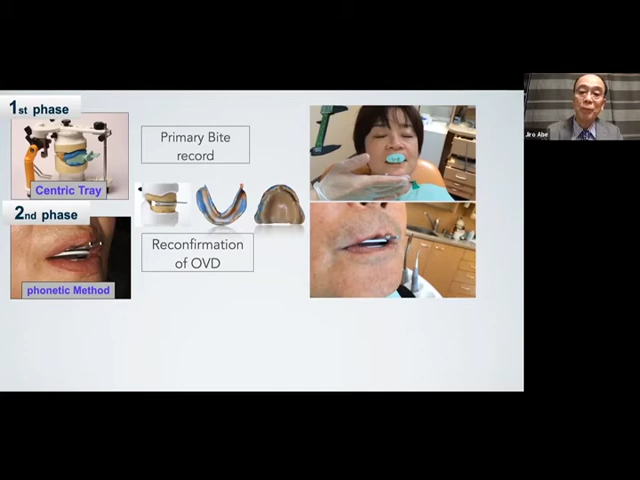 1st phase
Primary Bite
record
Centric Tray
2nd phase
Reconfirmation
of OVD
phonetic Method
Jiro Abe